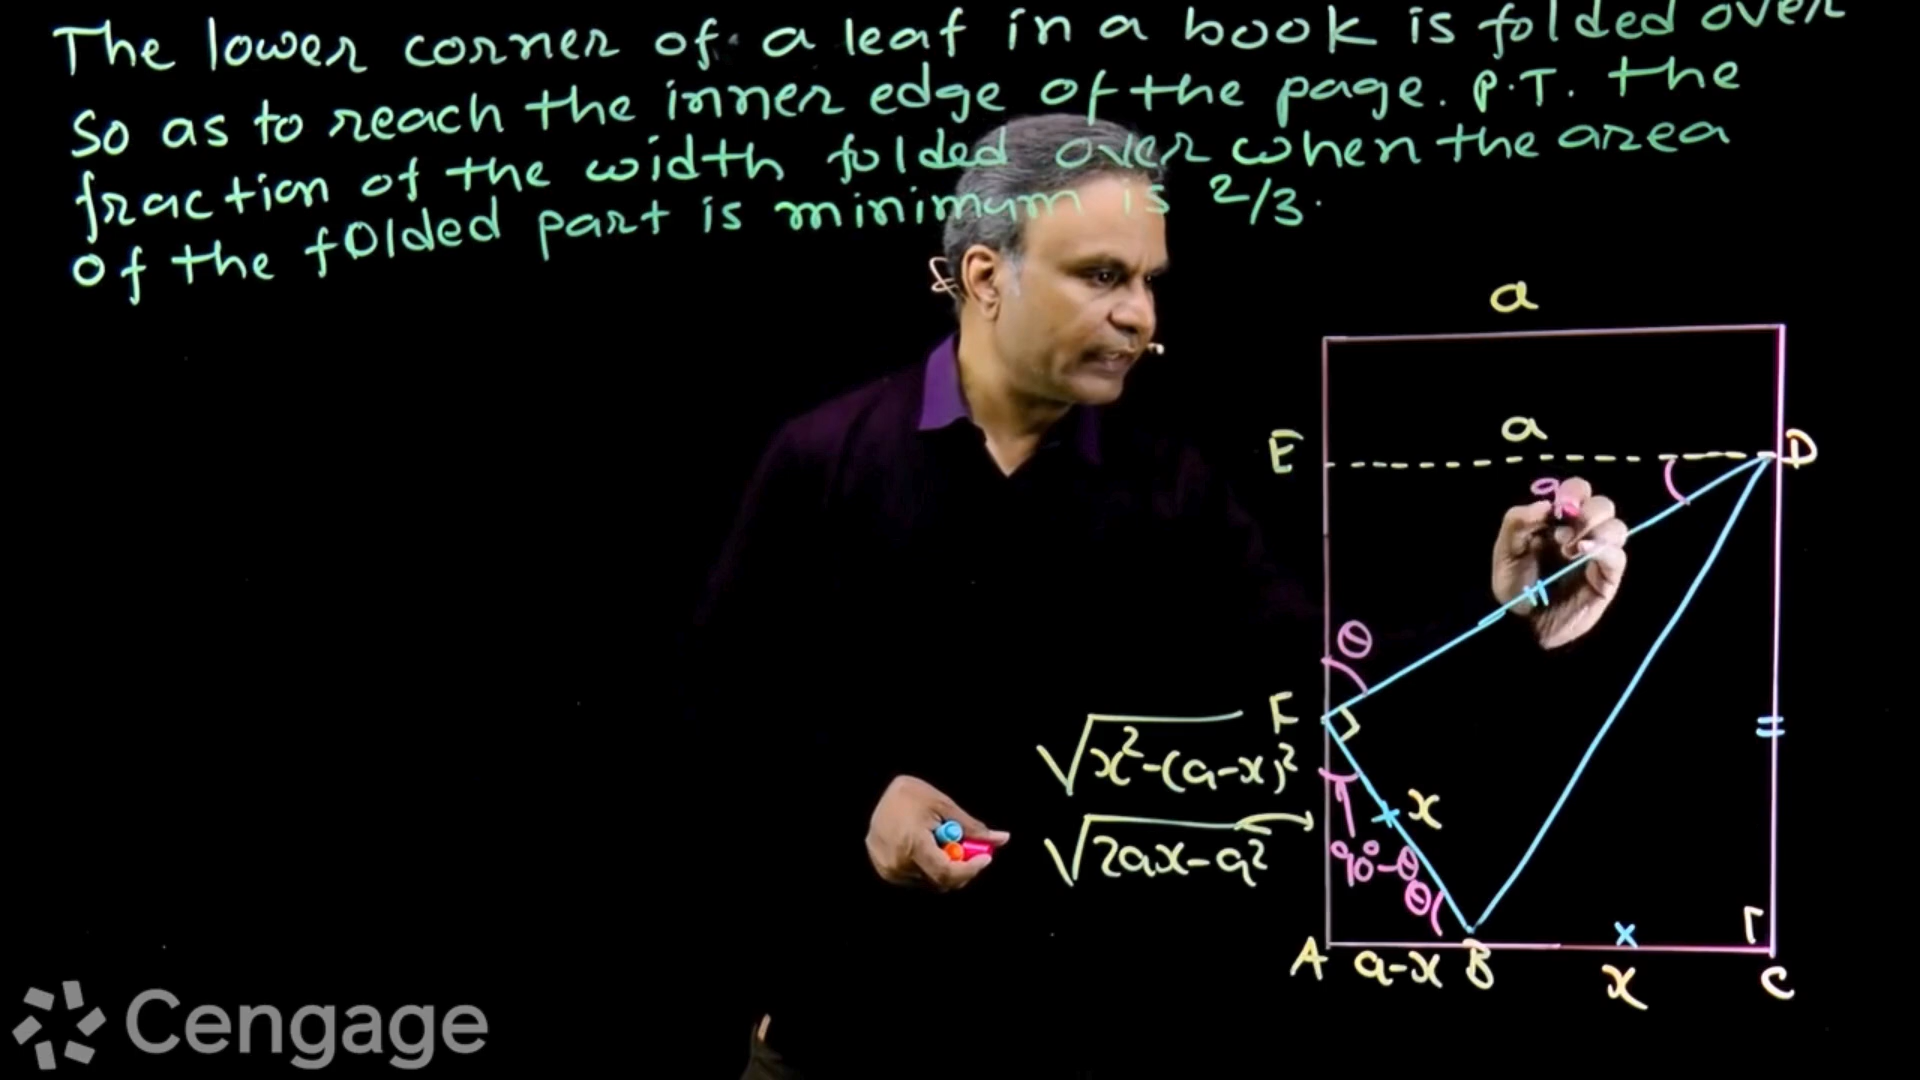 The lower corner of a leaf in a book is folded over
so as to reach the inner edge of the page. P.T. the
fraction of the width folded over when the area
of the folded part is minimum is 2/3.
a
a
E
D
9
θ
F
√x²-(a-x)²
√2ax-a²
x
90°-θ
θ
A
a-x
B
x
C
Cengage